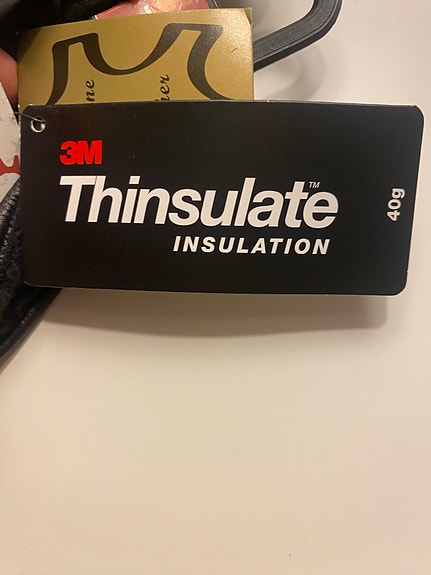 3M
Thinsulate™
INSULATION
40g